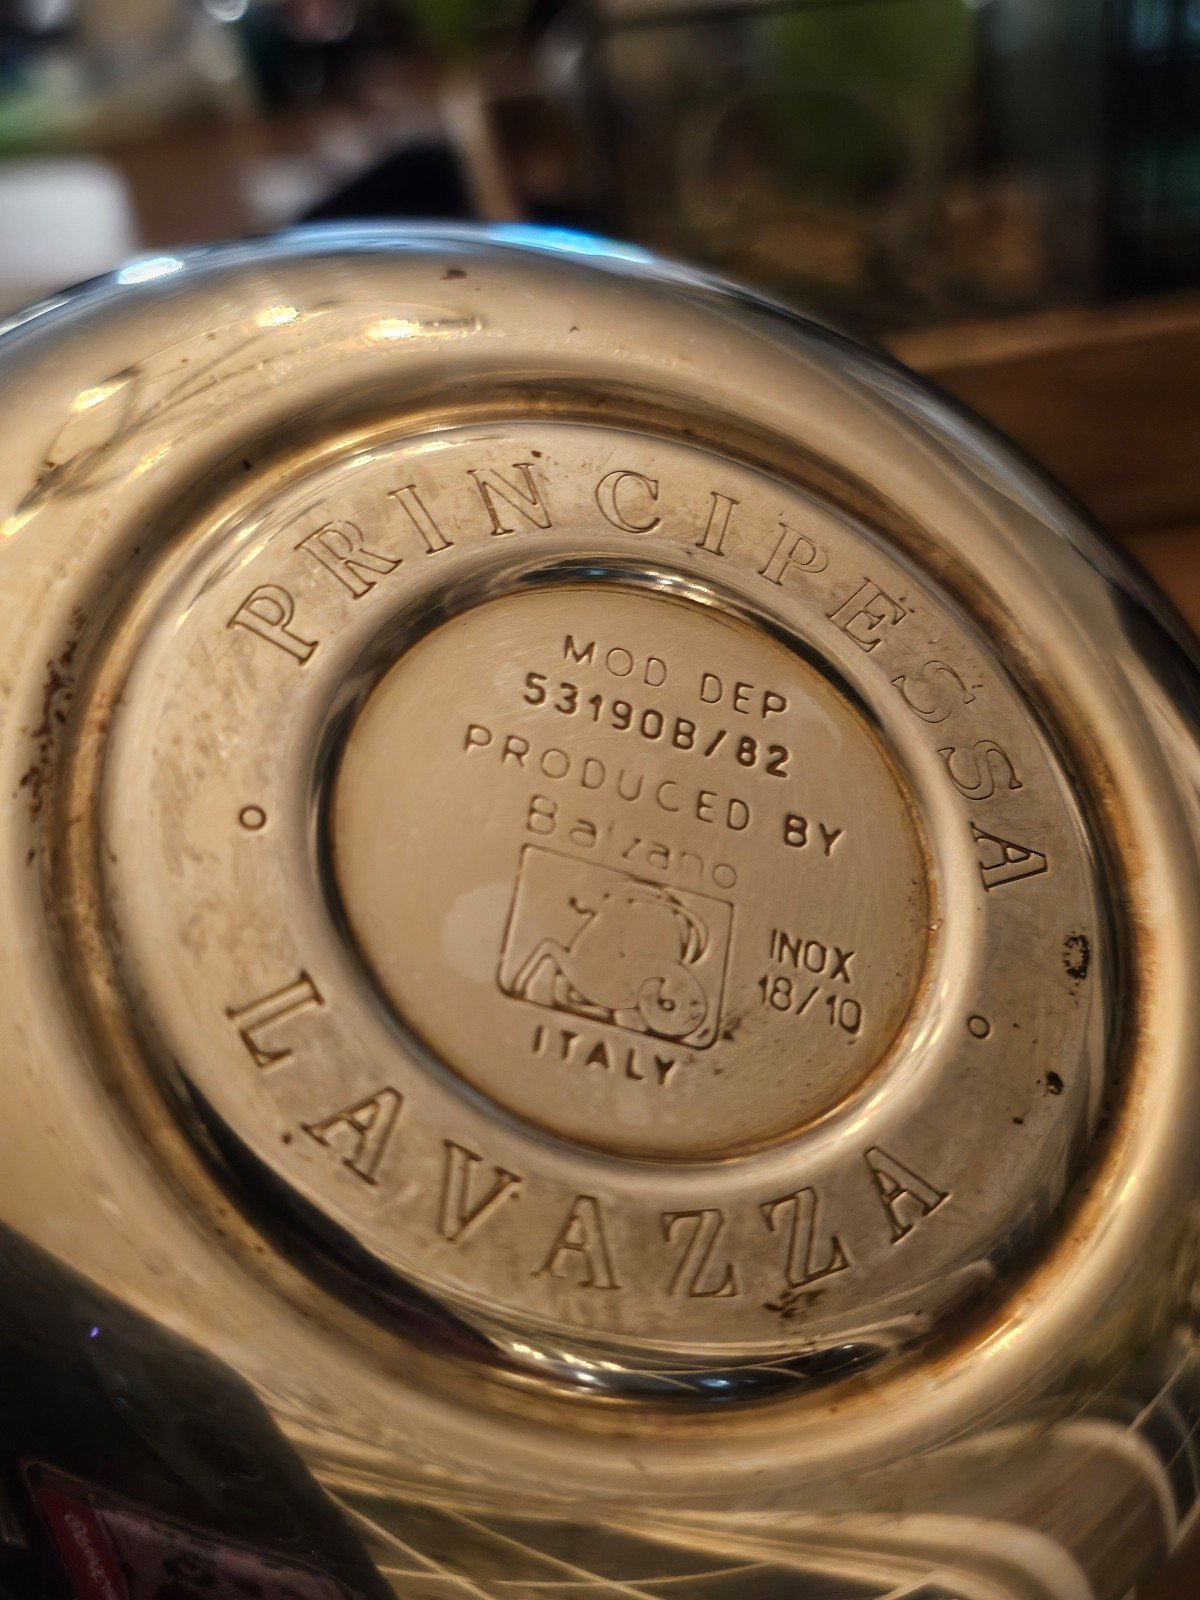 PRINCIPESSA
MOD DEP
53190B/82
PRODUCED BY
Balzano
INOX
18/10
ITALY
LAVAZZA